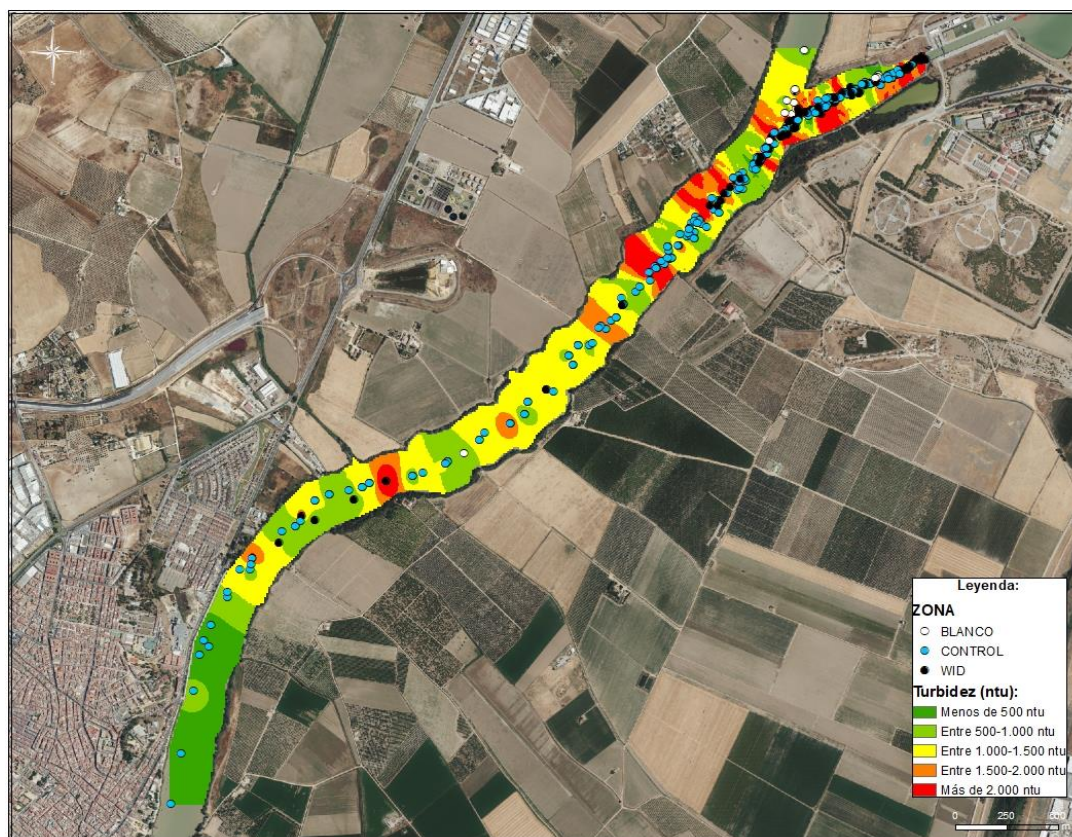 Leyenda:
ZONA
BLANCO
CONTROL
WID
Turbidez (ntu):
Menos de 500 ntu
Entre 500-1.000 ntu
Entre 1.000-1.500 ntu
Entre 1.500-2.000 ntu
Más de 2.000 ntu
0 250